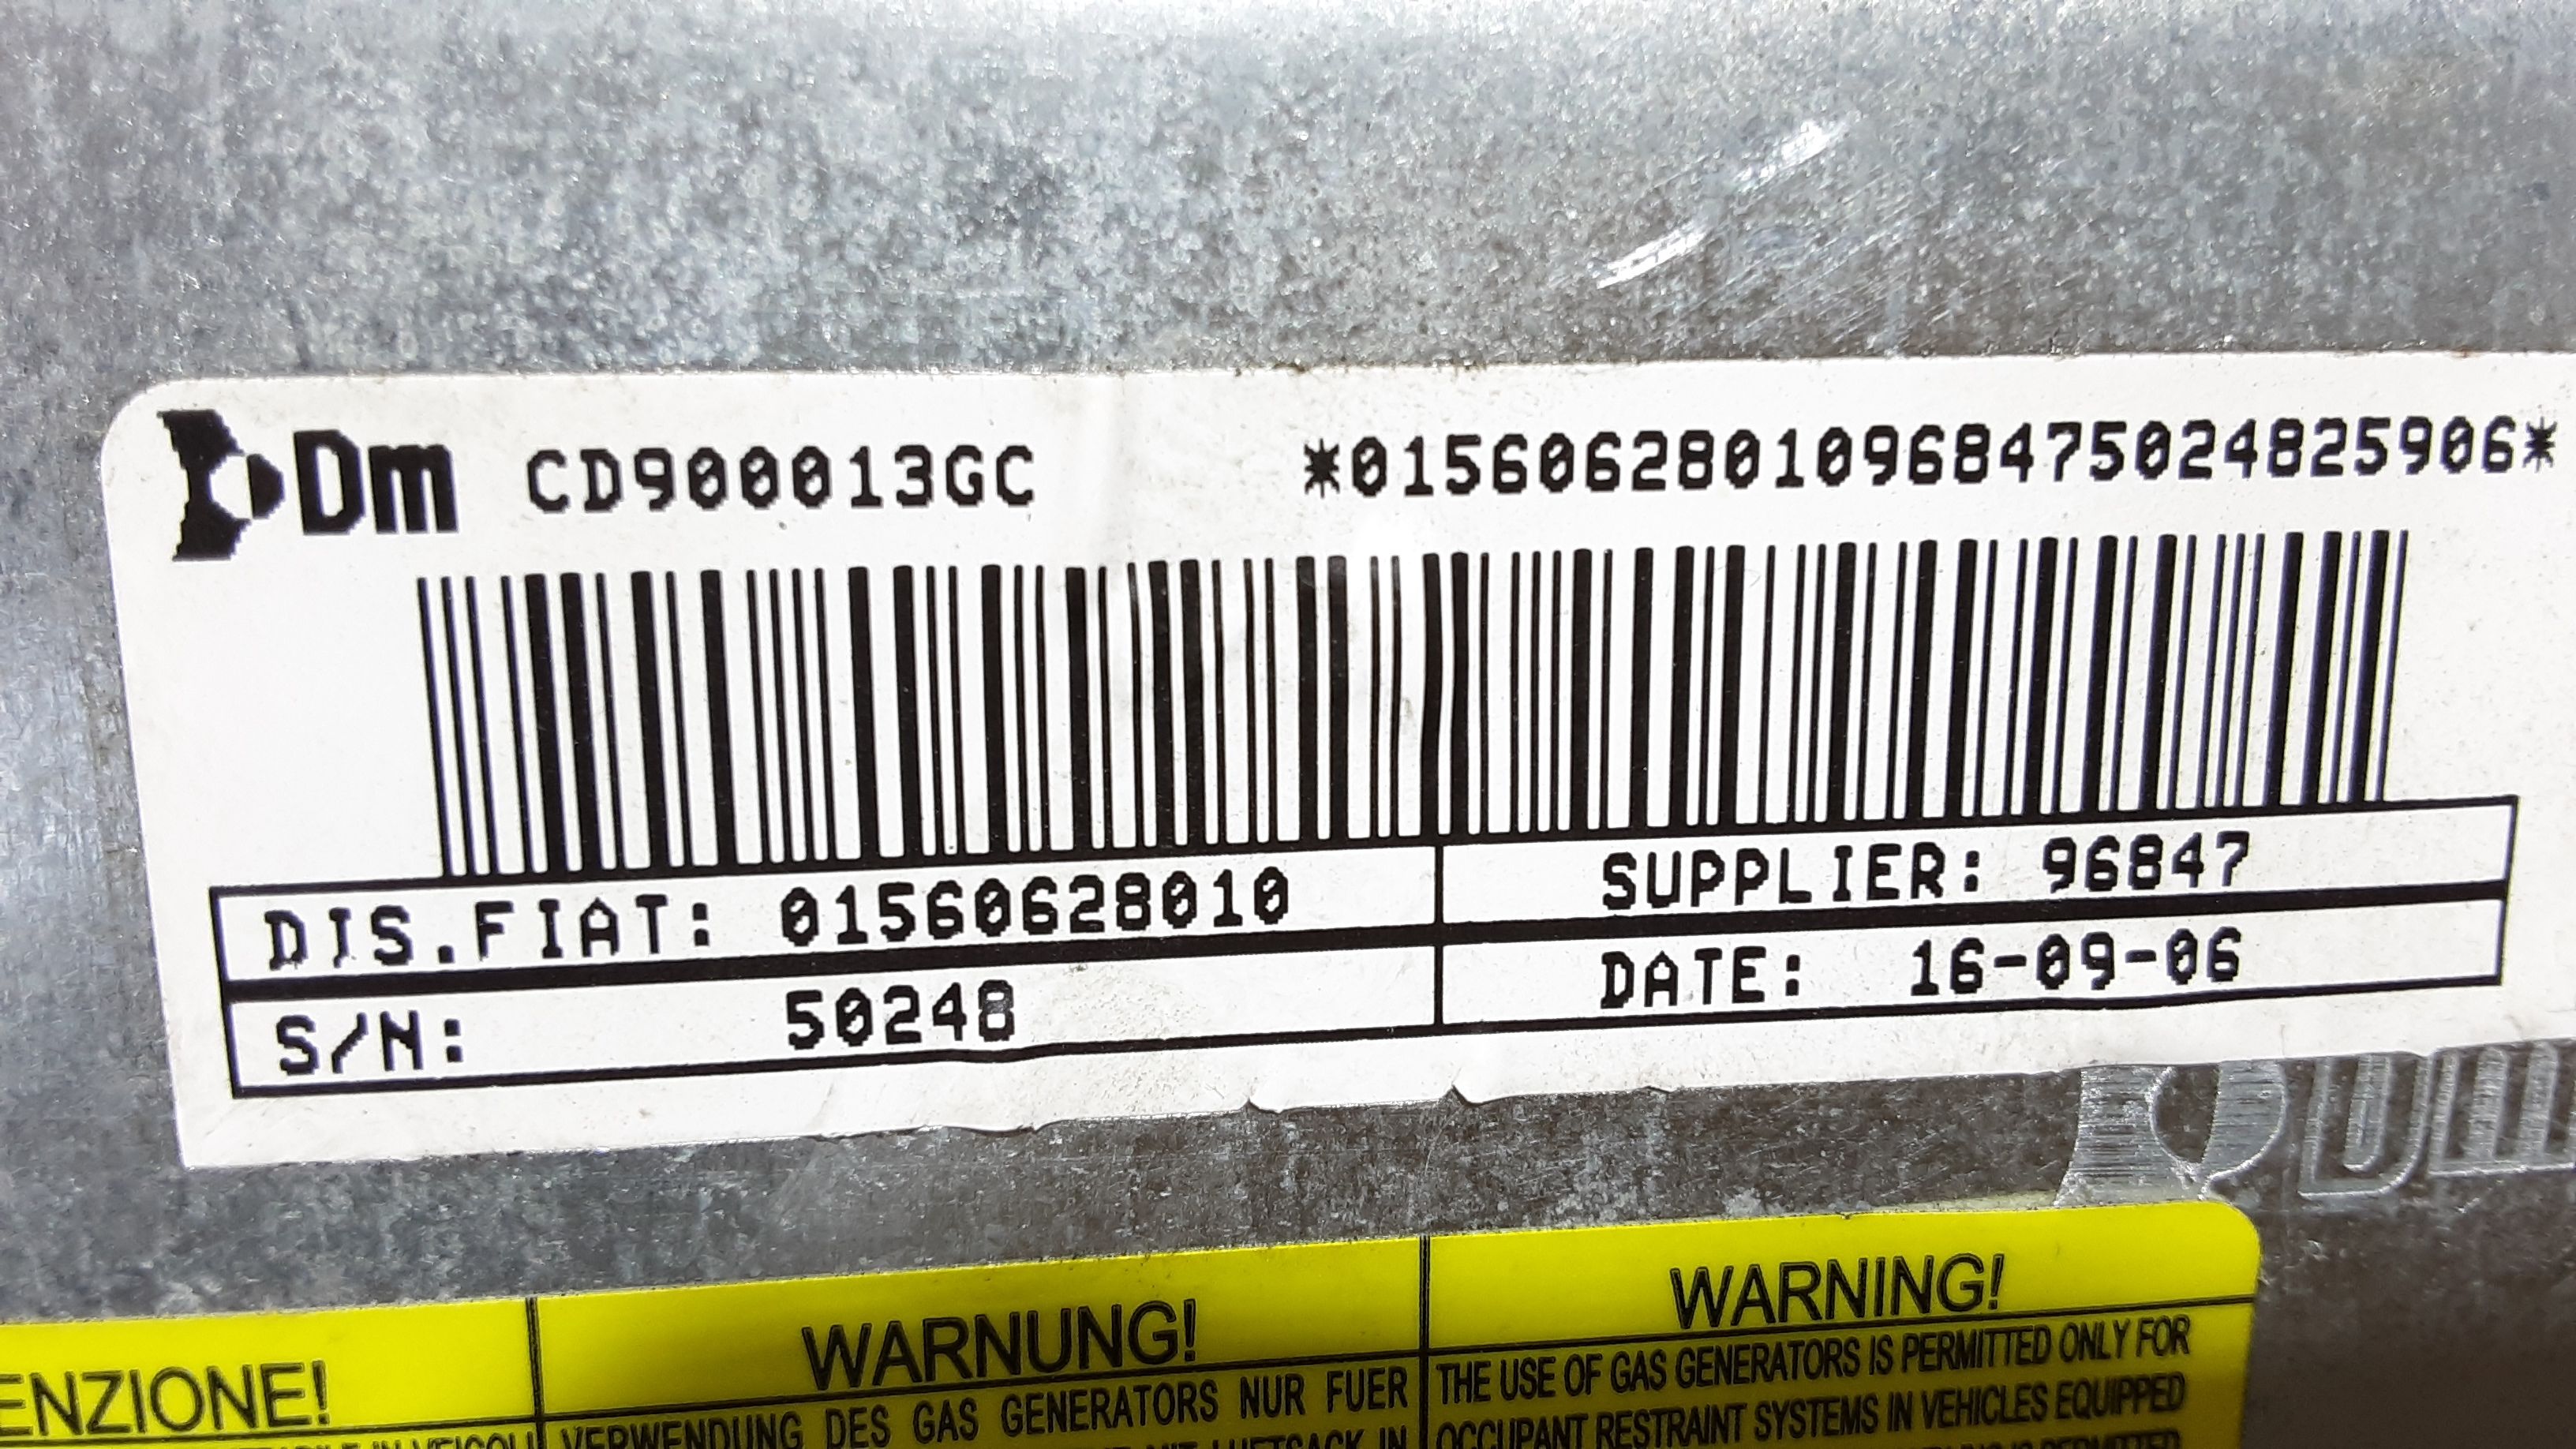 Dm CD900013GC *01560628010968475024825906*
DIS.FIAT: 01560628010 SUPPLIER: 96847
S/N: 50248 DATE: 16-09-06
Dm
ENZIONE! WARNUNG! WARNING!
VERWENDUNG DES GAS GENERATORS NUR FUER
THE USE OF GAS GENERATORS IS PERMITTED ONLY FOR
OCCUPANT RESTRAINT SYSTEMS IN VEHICLES EQUIPPED